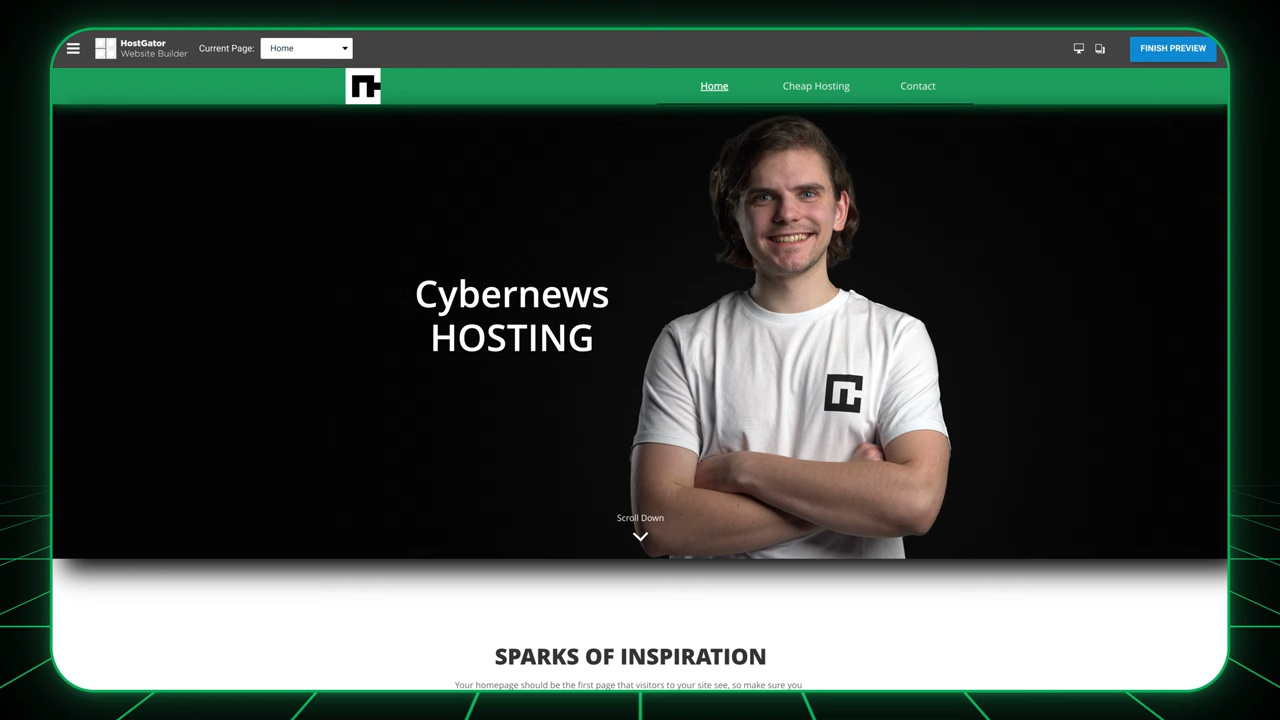 HostGator
Website Builder
Current Page:
Home
FINISH PREVIEW
Home
Cheap Hosting
Contact
Cybernews
HOSTING
Scroll Down
SPARKS OF INSPIRATION
Your homepage should be the first page that visitors to your site see, so make sure you